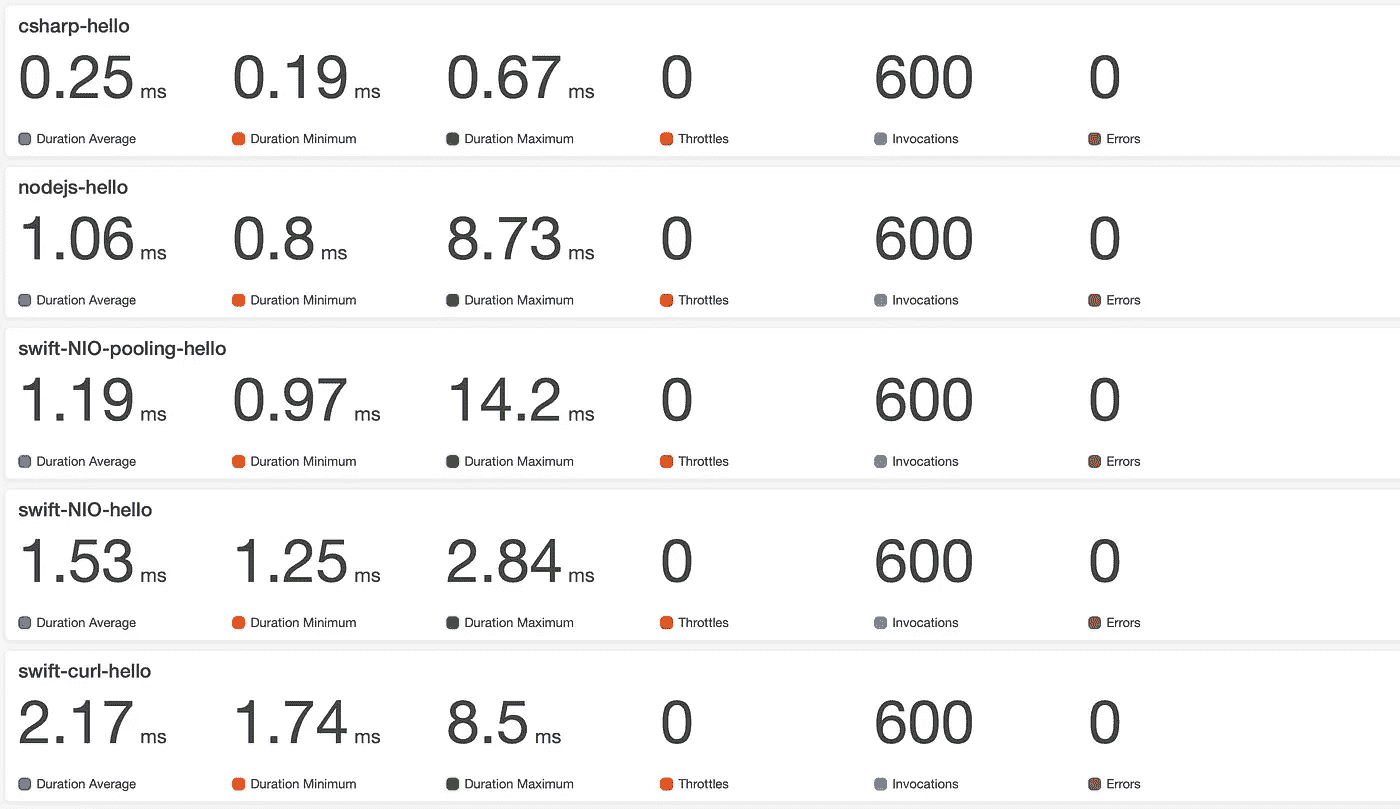 csharp-hello
0.25 ms 0.19 ms 0.67 ms 0 600 0
Duration Average Duration Minimum Duration Maximum Throttles Invocations Errors
nodejs-hello
1.06 ms 0.8 ms 8.73 ms 0 600 0
Duration Average Duration Minimum Duration Maximum Throttles Invocations Errors
swift-NIO-pooling-hello
1.19 ms 0.97 ms 14.2 ms 0 600 0
Duration Average Duration Minimum Duration Maximum Throttles Invocations Errors
swift-NIO-hello
1.53 ms 1.25 ms 2.84 ms 0 600 0
Duration Average Duration Minimum Duration Maximum Throttles Invocations Errors
swift-curl-hello
2.17 ms 1.74 ms 8.5 ms 0 600 0
Duration Average Duration Minimum Duration Maximum Throttles Invocations Errors